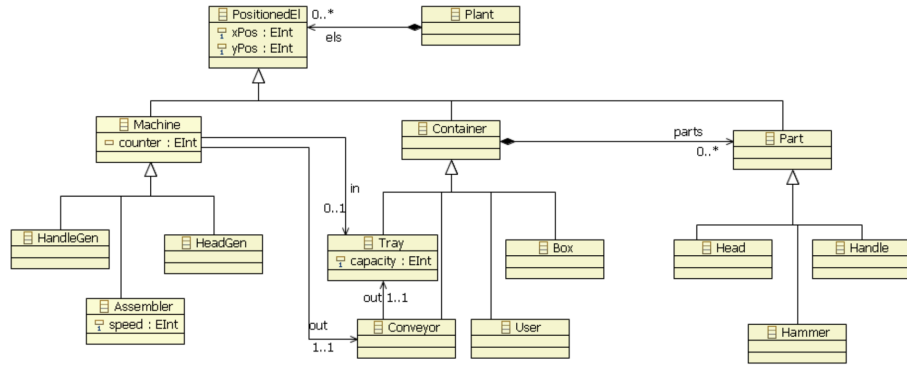 PositionedEl
0..*
Plant
xPos : EInt
els
yPos : EInt
Machine
Container
counter : EInt
parts
Part
0..*
in
0..1
HandleGen
HeadGen
Tray
Box
Head
Handle
capacity : EInt
out 1..1
Assembler
speed : EInt
out
Conveyor
User
Hammer
1..1